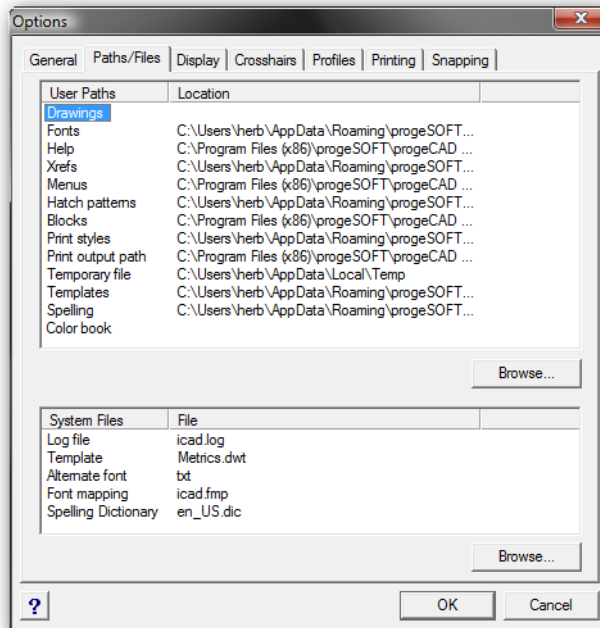 Options
General Paths/Files Display Crosshairs Profiles Printing Snapping
User Paths Location
Drawings
Fonts C:\Users\herb\AppData\Roaming\progeSOFT...
Help C:\Program Files (x86)\progeSOFT\progeCAD ...
Xrefs C:\Users\herb\AppData\Roaming\progeSOFT...
Menus C:\Program Files (x86)\progeSOFT\progeCAD ...
Hatch patterns C:\Users\herb\AppData\Roaming\progeSOFT...
Blocks C:\Program Files (x86)\progeSOFT\progeCAD ...
Print styles C:\Users\herb\AppData\Roaming\progeSOFT...
Print output path C:\Program Files (x86)\progeSOFT\progeCAD ...
Temporary file C:\Users\herb\AppData\Local\Temp
Templates C:\Users\herb\AppData\Roaming\progeSOFT...
Spelling C:\Users\herb\AppData\Roaming\progeSOFT...
Color book
Browse...
System Files File
Log file icad.log
Template Metrics.dwt
Alternate font txt
Font mapping icad.fmp
Spelling Dictionary en_US.dic
Browse...
? OK Cancel